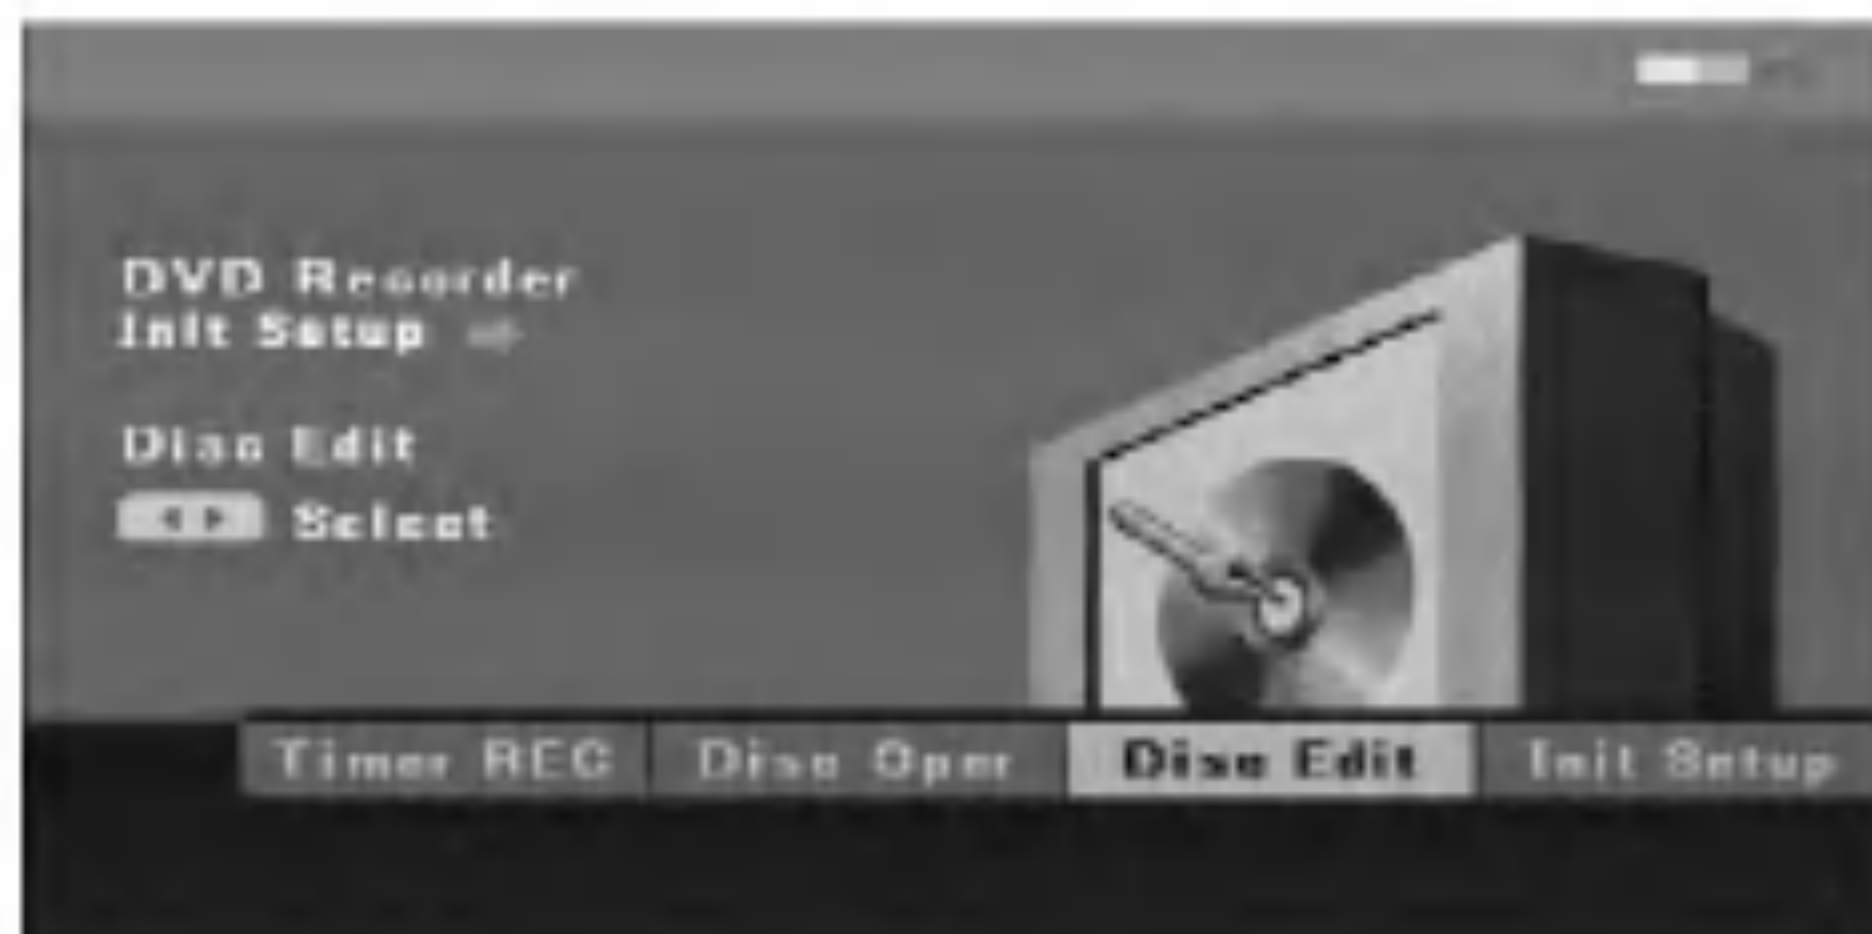 DVD Recorder
Init Setup
Disc Edit
Select
Timer REC Disc Oper Disc Edit Init Setup